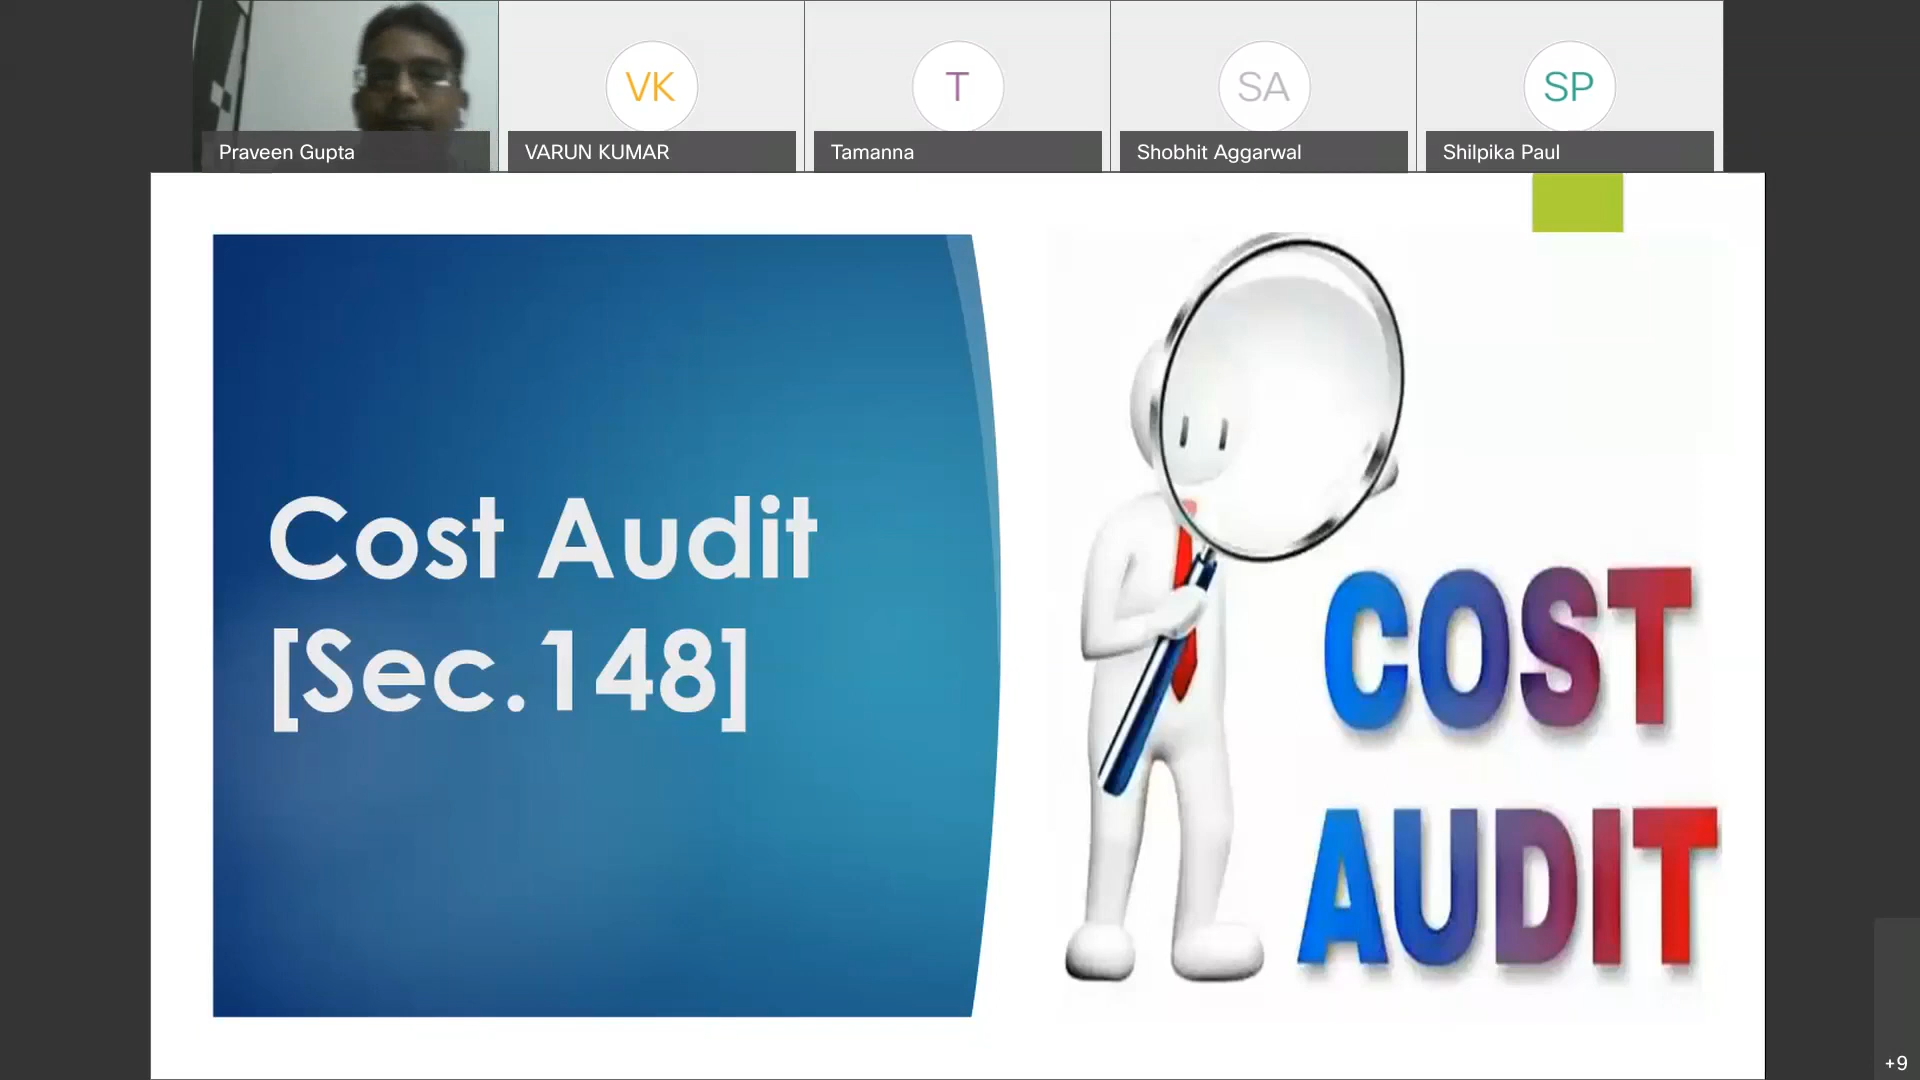 VK
T
SA
SP
Praveen Gupta
VARUN KUMAR
Tamanna
Shobhit Aggarwal
Shilpika Paul
Cost Audit
[Sec.148]
COST
AUDIT
+9